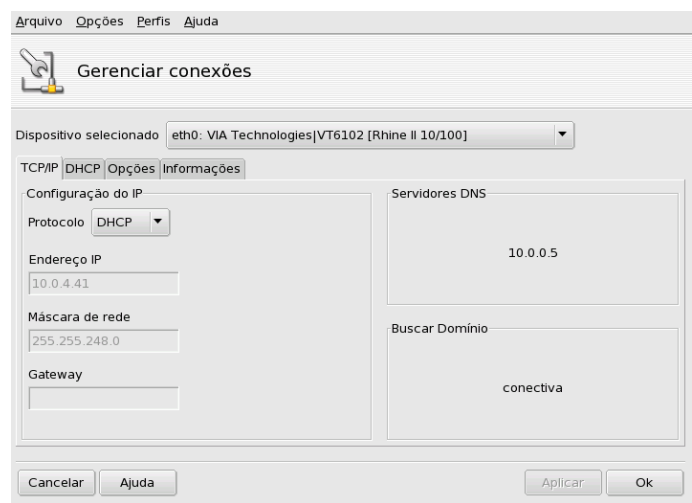 Arquivo Opções Perfis Ajuda
Gerenciar conexões
Dispositivo selecionado eth0: VIA Technologies|VT6102 [Rhine II 10/100]
TCP/IP DHCP Opções Informações
Configuração do IP
Protocolo DHCP
Endereço IP
10.0.4.41
Máscara de rede
255.255.248.0
Gateway
Servidores DNS
10.0.0.5
Buscar Domínio
conectiva
Cancelar Ajuda Aplicar Ok